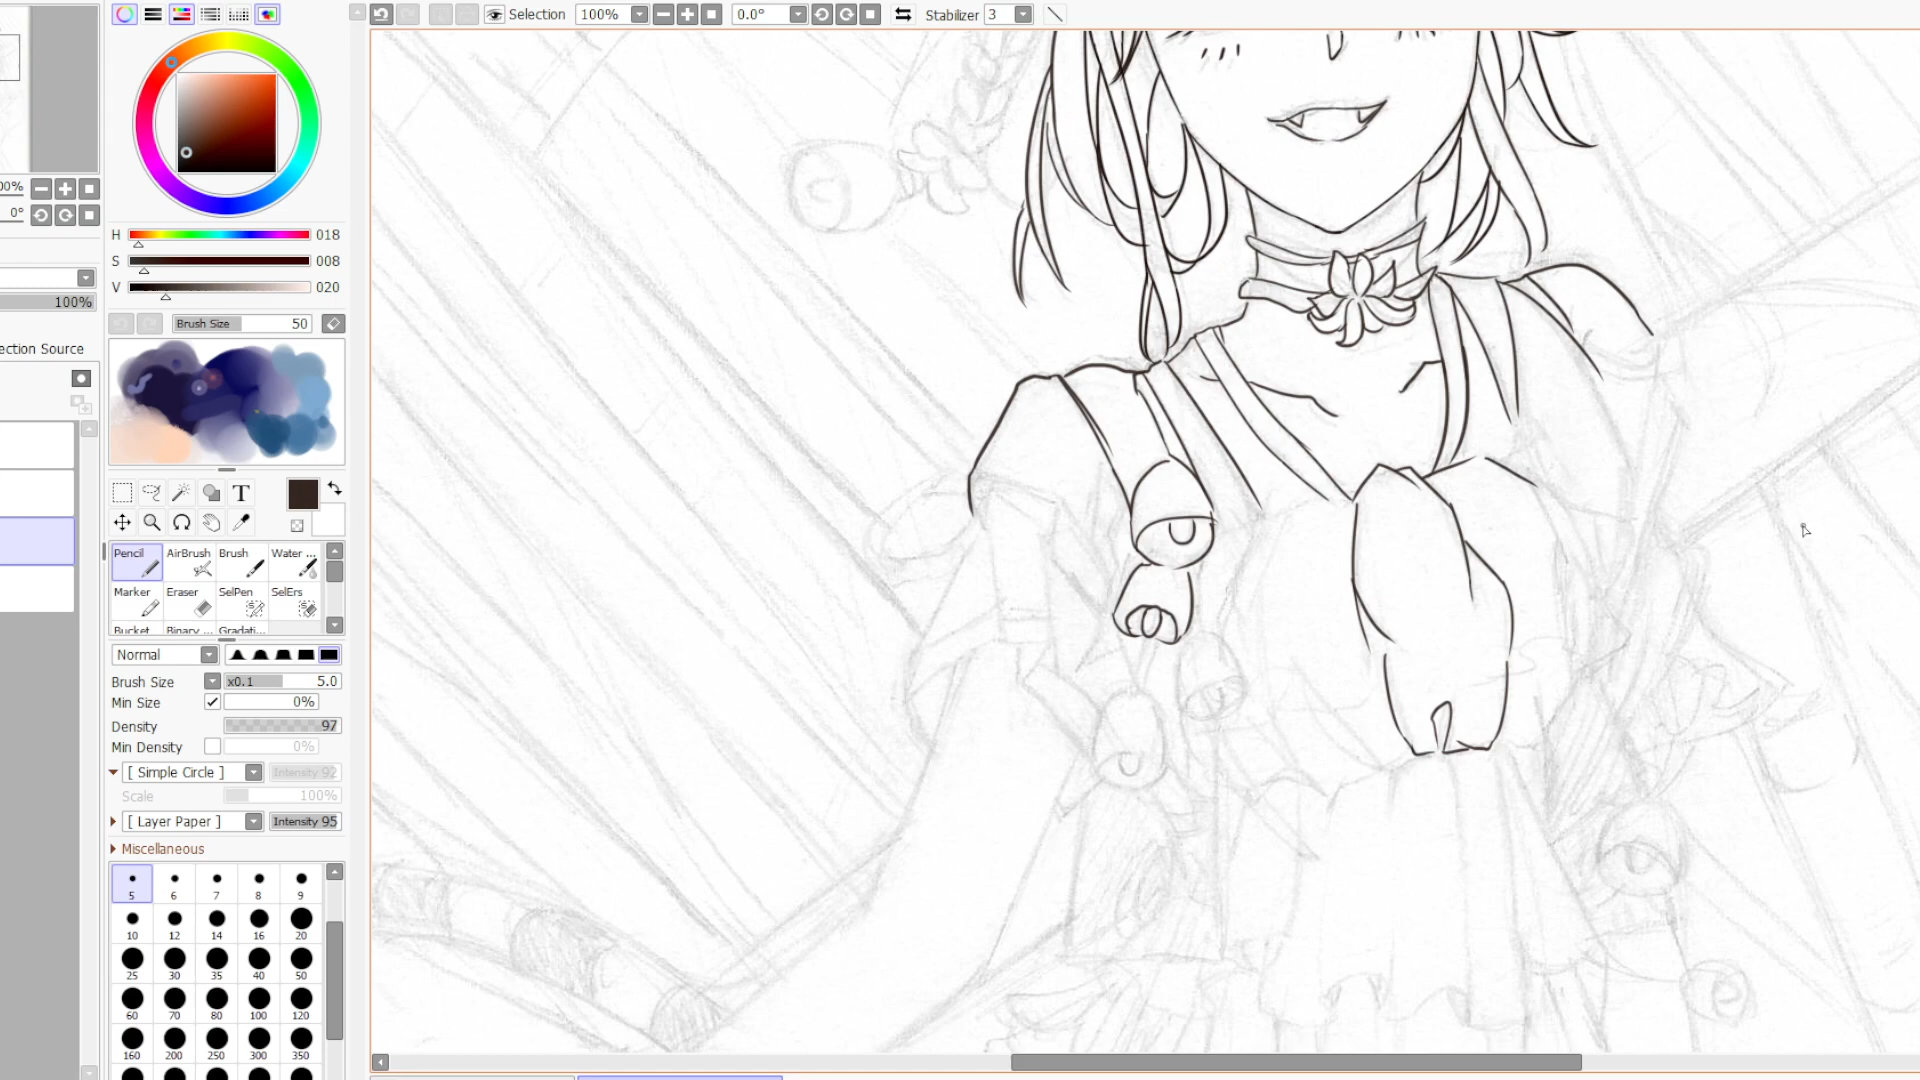 Selection 100% 0.0° Stabilizer 3
00%
0°
H 018
S 008
V 020
100%
Brush Size 50
ection Source
T
Pencil AirBrush Brush Water ...
Marker Eraser SelPen SelErs
Bucket Binary ... Gradati...
Normal
Brush Size x0.1 5.0
Min Size 0%
Density 97
Min Density 0%
[ Simple Circle ] Intensity 92
Scale 100%
[ Layer Paper ] Intensity 95
Miscellaneous
5 6 7 8 9
10 12 14 16 20
25 30 35 40 50
60 70 80 100 120
160 200 250 300 350